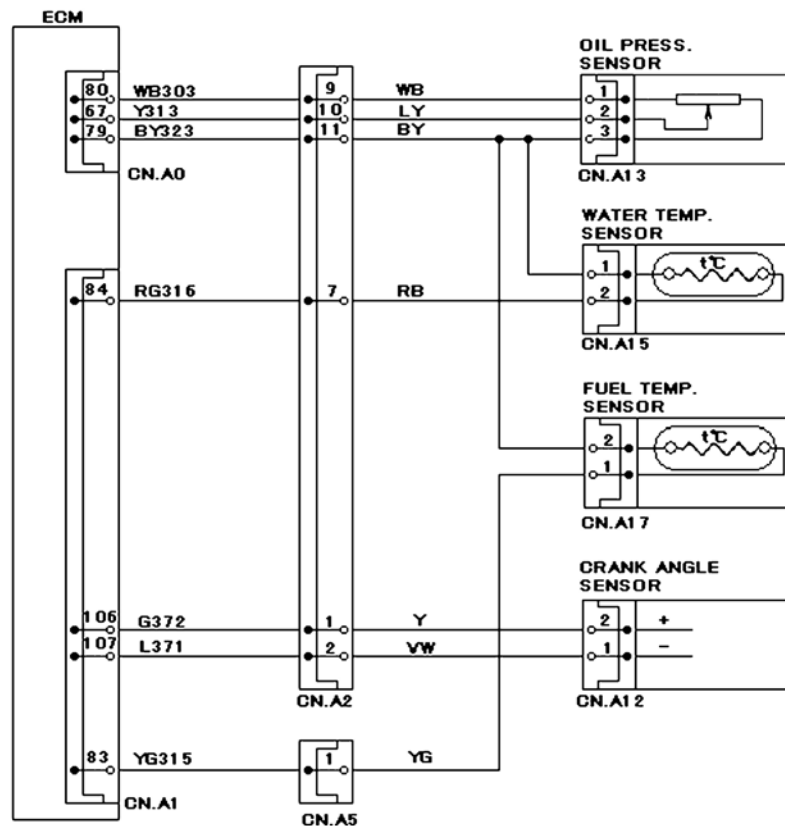 ECM
OIL PRESS.
SENSOR
80 WB303 9 WB 1
67 Y313 10 LY 2
79 BY323 11 BY 3
CN.A0
CN.A13
WATER TEMP.
SENSOR
1 t℃
84 RG316 7 RB 2
CN.A15
FUEL TEMP.
SENSOR
2 t℃
1
CN.A17
CRANK ANGLE
SENSOR
106 G372 1 Y 2 +
107 L371 2 VW 1 -
CN.A2
CN.A12
83 YG315 1 YG
CN.A1
CN.A5